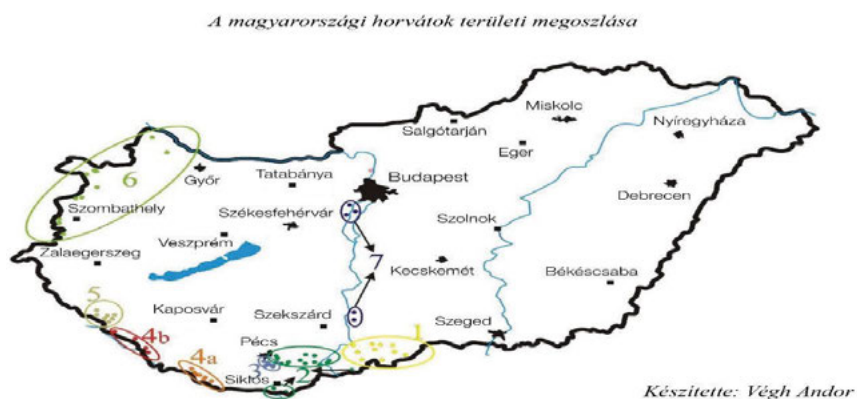 A magyarországi horvátok területi megoszlása
Miskolc
Salgótarján
Nyíregyháza
Eger
6
Győr
Tatabánya
Budapest
Debrecen
Szombathely
Székesfehérvár
Szolnok
Veszprém
Zalaegerszeg
7
Kecskemét
Békéscsaba
5
Kaposvár
Szekszárd
Szeged
4b
Pécs
1
4a
3
2
Siklós
Készítette: Végh Andor